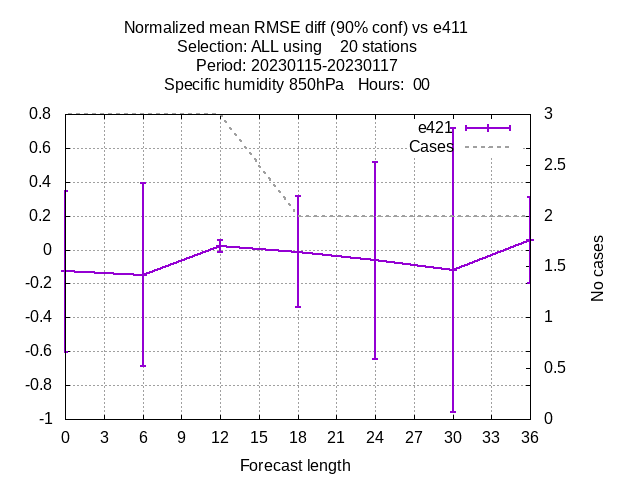 Normalized mean RMSE diff (90% conf) vs e411
Selection: ALL using    20 stations
Period: 20230115-20230117
Specific humidity 850hPa   Hours:  00
e421
Cases
0.8
0.6
0.4
0.2
0
-0.2
-0.4
-0.6
-0.8
-1
3
2.5
2
1.5
1
0.5
0
No cases
0 3 6 9 12 15 18 21 24 27 30 33 36
Forecast length